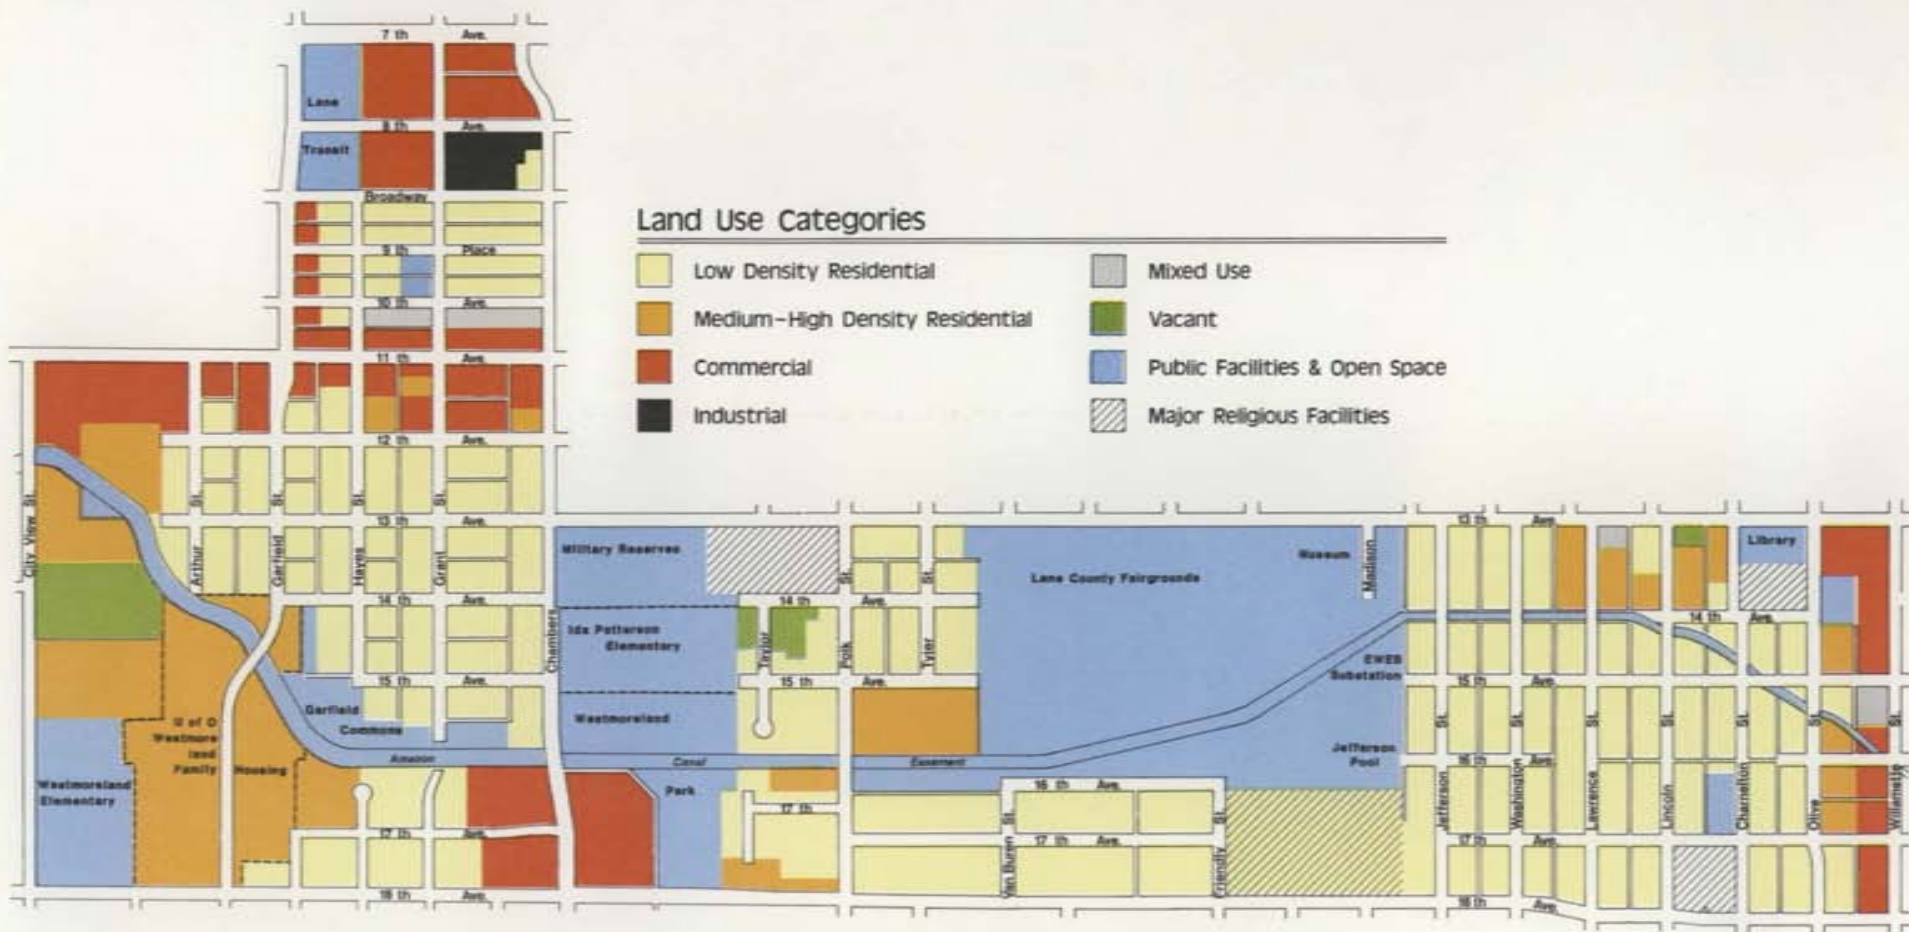 7 th Ave.
Lane
8 th Ave.
Transit
Broadway
9 th Place
10 th Ave.
11 th Ave.
12 th Ave.
13 th Ave.
14 th Ave.
15 th Ave.
17 th Ave.
18 th Ave.
Land Use Categories
Low Density Residential
Medium-High Density Residential
Commercial
Industrial
Mixed Use
Vacant
Public Facilities & Open Space
Major Religious Facilities
City View St.
Arthur St.
Garfield St.
Hayes St.
Grant St.
Chambers
Military Reserves
Ida Patterson
Elementary
Westmoreland
Park
Garfield
Commons
U of O
Westmore
land
Family Housing
Westmoreland
Elementary
Amazon Canal Easement
14 th Ave.
Taylor
Polk St.
Tyler St.
15 th Ave.
17 th
Lane County Fairgrounds
Museum
Madison
EWEB
Substation
Jefferson
Pool
16 th Ave.
17 th Ave.
Van Buren St.
Friendly St.
13 th Ave.
Library
14 th Ave.
15 th Ave.
16 th Ave.
17 th Ave.
18 th Ave.
Jefferson St.
Washington St.
Lawrence St.
Lincoln St.
Charnelton St.
Olive St.
Willamette St.